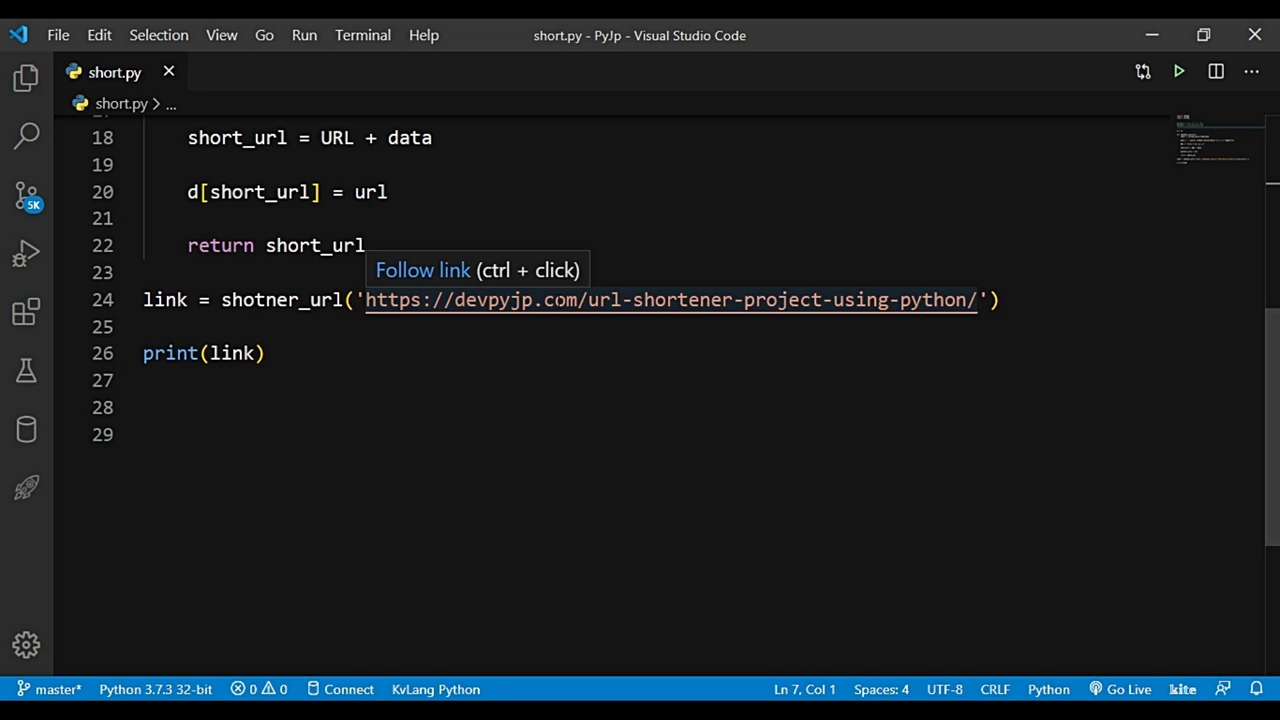 File Edit Selection View Go Run Terminal Help short.py - PyJp - Visual Studio Code
short.py
short.py > ...
18 short_url = URL + data
19
20 d[short_url] = url
21
22 return short_url
Follow link (ctrl + click)
23
24 link = shotner_url('https://devpyjp.com/url-shortener-project-using-python/')
25
26 print(link)
27
28
29
5K
master* Python 3.7.3 32-bit 0 0 Connect KvLang Python Ln 7, Col 1 Spaces: 4 UTF-8 CRLF Python Go Live kite